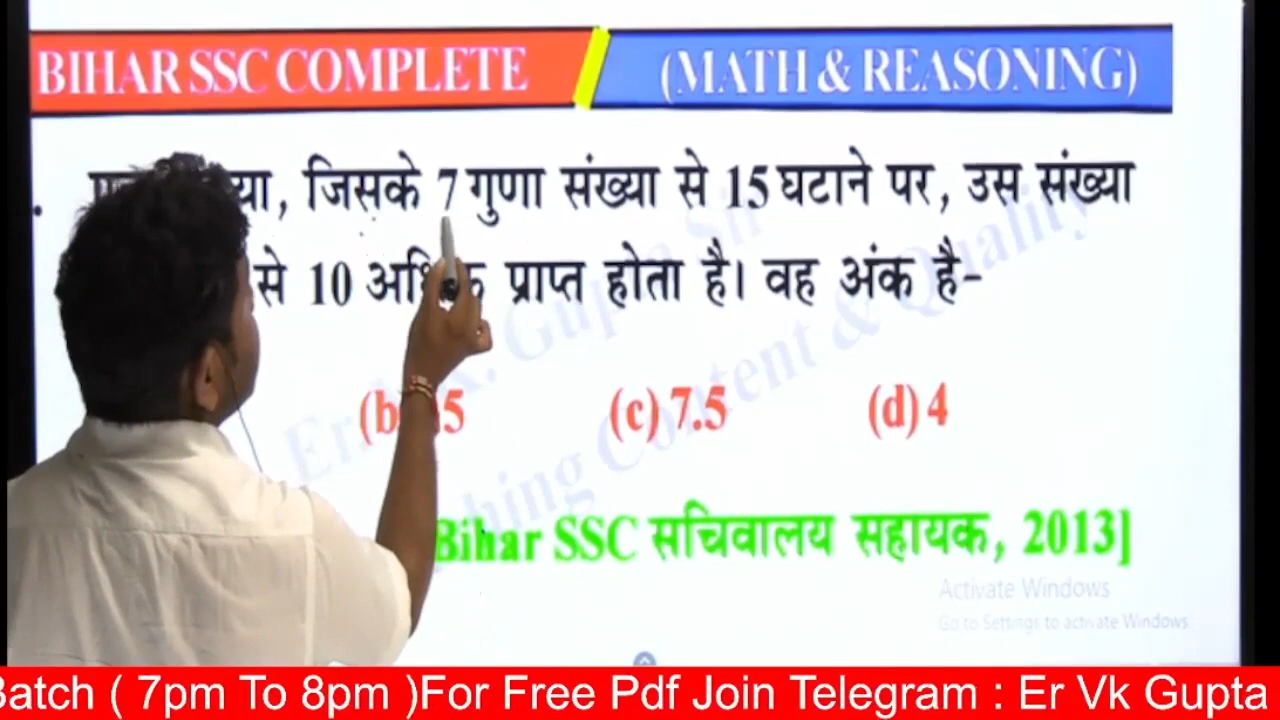 BIHAR SSC COMPLETE (MATH & REASONING)
जिसके 7 गुणा संख्या से 15 घटाने पर, उस संख्या
से 10 अधिक प्राप्त होता है। वह अंक है-
(c) 7.5 (d) 4
Bihar SSC सचिवालय सहायक, 2013]
Activate Windows
Go to Settings to activate Windows.
Batch ( 7pm To 8pm )For Free Pdf Join Telegram : Er Vk Gupta